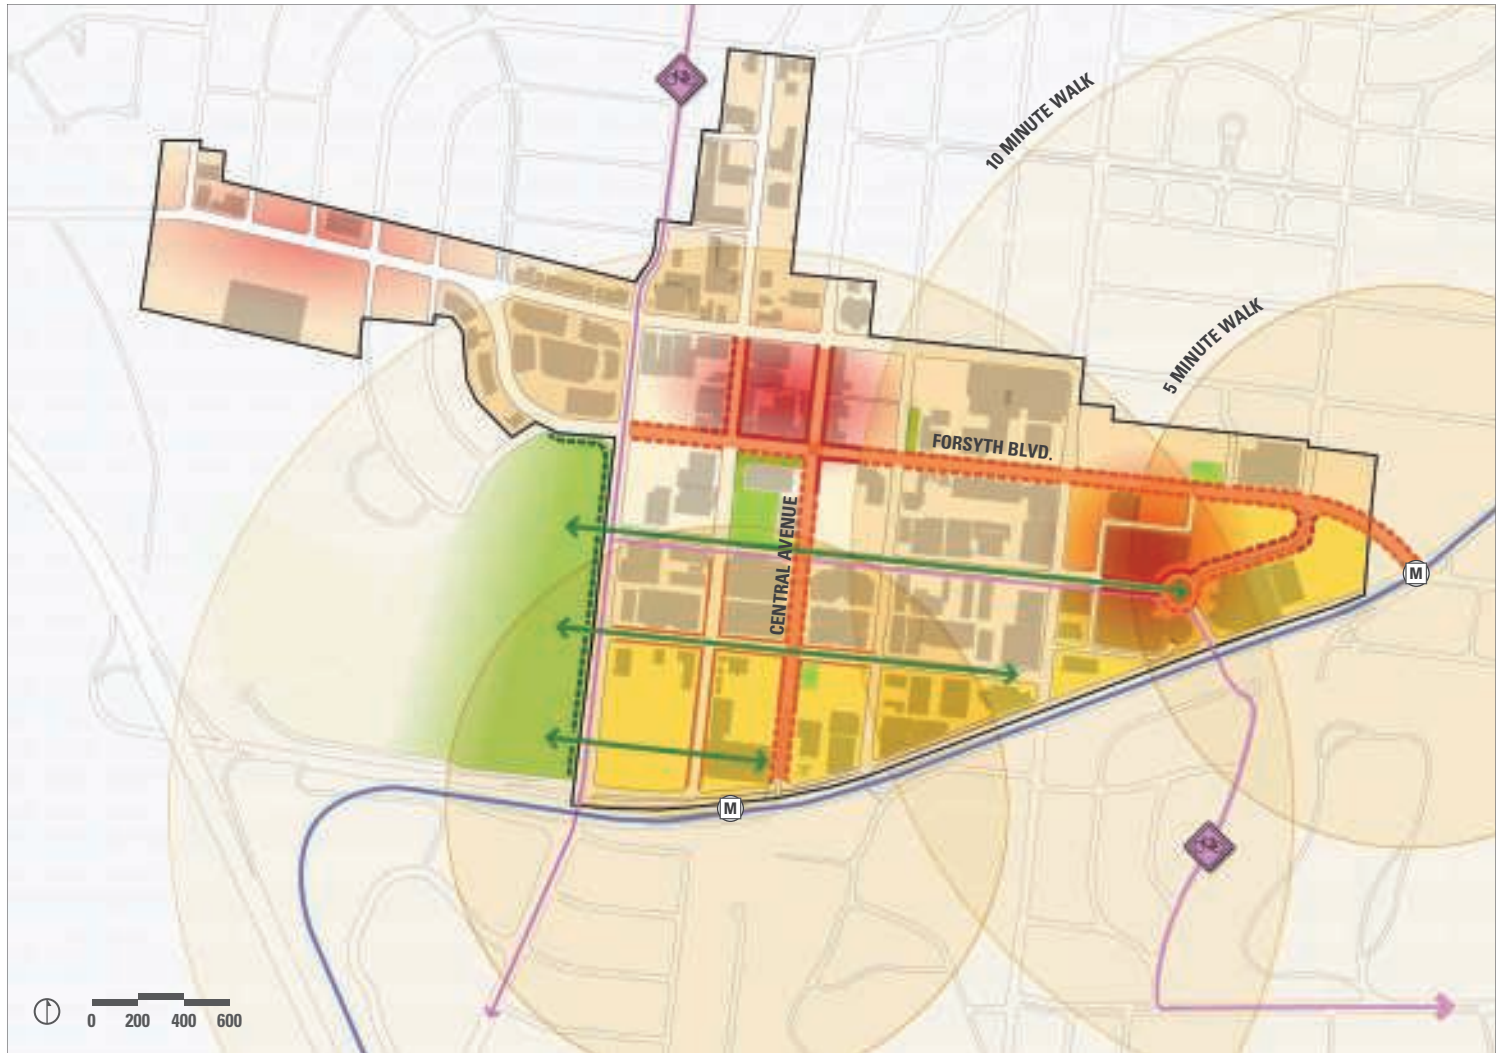 10 MINUTE WALK
5 MINUTE WALK
FORSYTH BLVD.
CENTRAL AVENUE
M
M
0 200 400 600